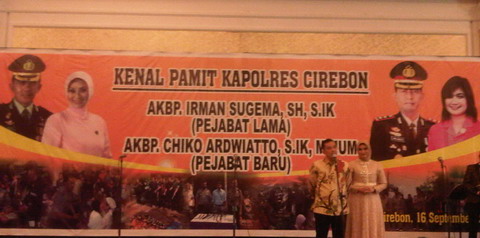 KENAL PAMIT KAPOLRES CIREBON
AKBP. IRMAN SUGEMA, SH, S.IK
(PEJABAT LAMA)
AKBP. CHIKO ARDWIATTO, S.IK, M.HUM
(PEJABAT BARU)
Cirebon, 16 September